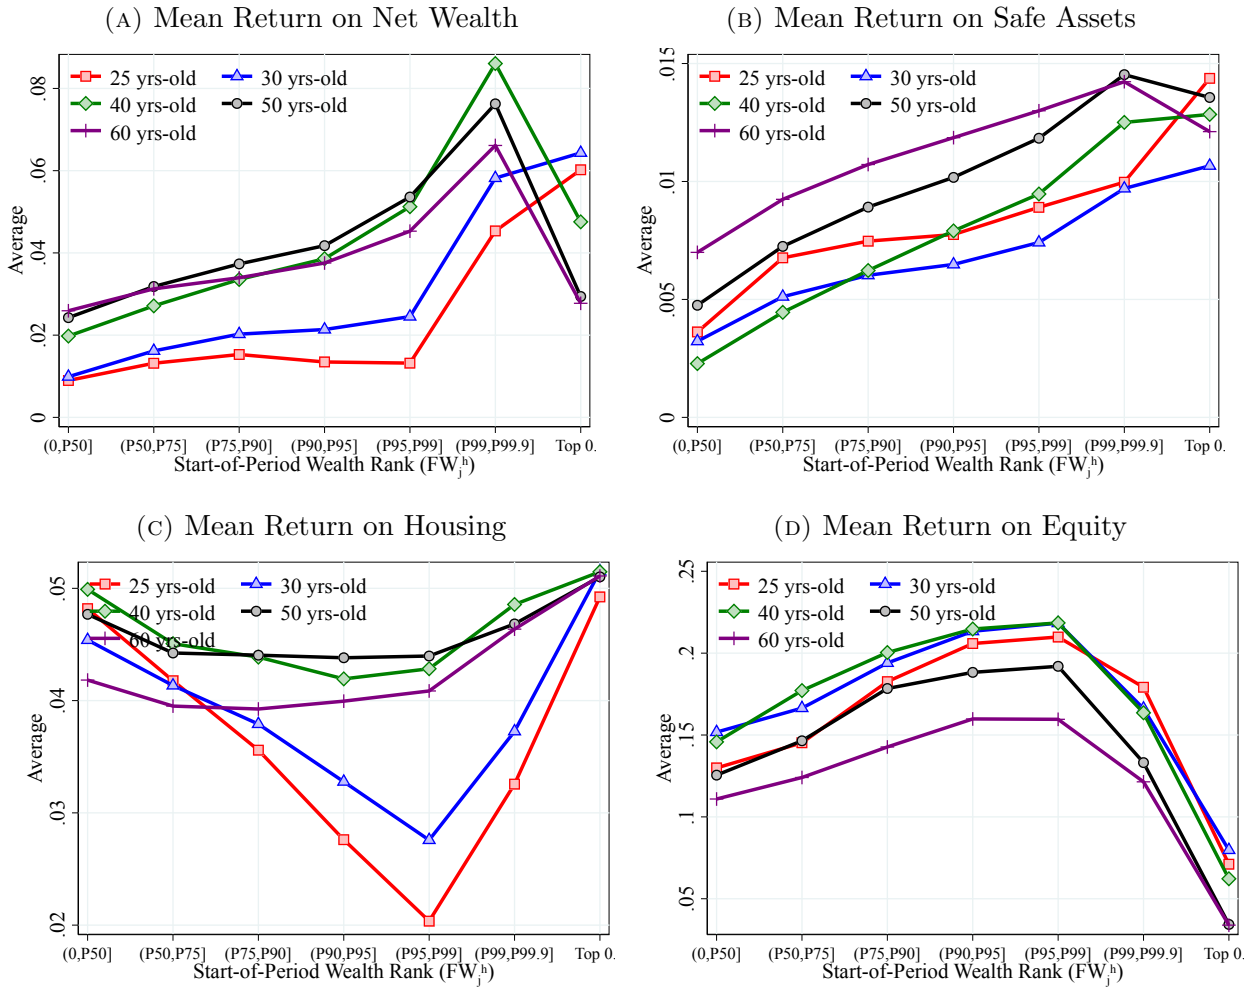 (A) Mean Return on Net Wealth
.08
.06
.04
.02
0
Average
25 yrs-old
30 yrs-old
40 yrs-old
50 yrs-old
60 yrs-old
(0,P50]
(P50,P75]
(P75,P90]
(P90,P95]
(P95,P99]
(P99,P99.9]
Top 0.
Start-of-Period Wealth Rank (FW_j^h)
(B) Mean Return on Safe Assets
.015
.01
.005
0
Average
25 yrs-old
30 yrs-old
40 yrs-old
50 yrs-old
60 yrs-old
(0,P50]
(P50,P75]
(P75,P90]
(P90,P95]
(P95,P99]
(P99,P99.9]
Top 0.
Start-of-Period Wealth Rank (FW_j^h)
(C) Mean Return on Housing
.05
.04
.03
.02
Average
25 yrs-old
30 yrs-old
40 yrs-old
50 yrs-old
60 yrs-old
(0,P50]
(P50,P75]
(P75,P90]
(P90,P95]
(P95,P99]
(P99,P99.9]
Top 0.
Start-of-Period Wealth Rank (FW_j^h)
(D) Mean Return on Equity
.25
.2
.15
.1
.05
Average
25 yrs-old
30 yrs-old
40 yrs-old
50 yrs-old
60 yrs-old
(0,P50]
(P50,P75]
(P75,P90]
(P90,P95]
(P95,P99]
(P99,P99.9]
Top 0.
Start-of-Period Wealth Rank (FW_j^h)